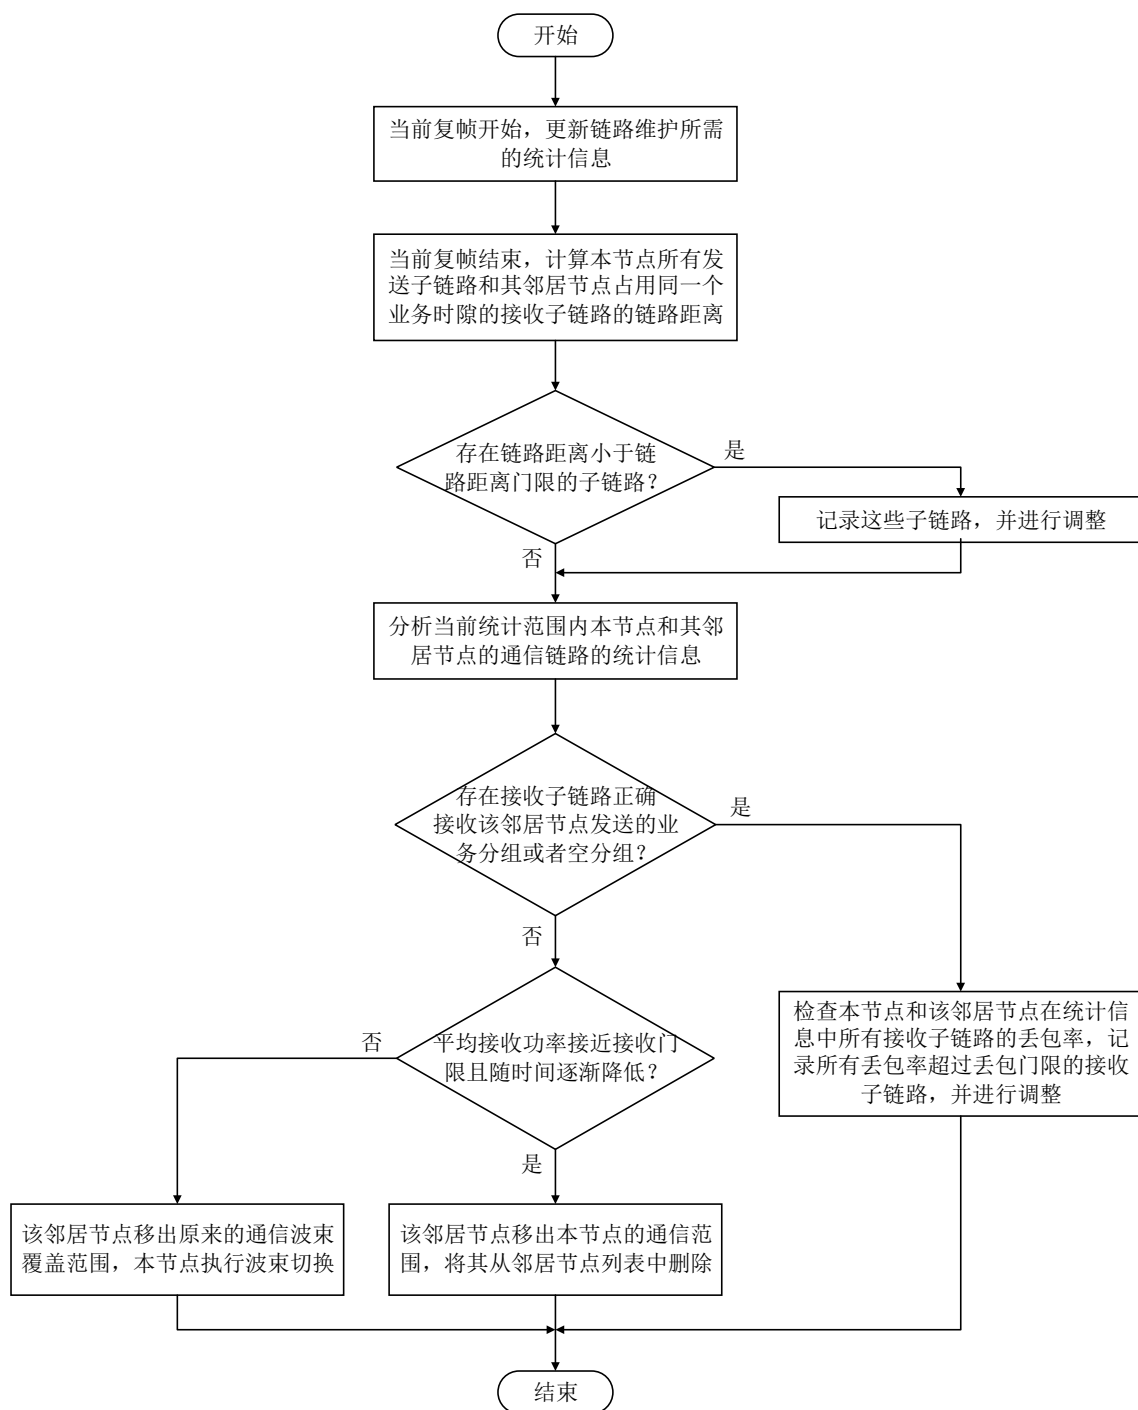 开始
当前复帧开始，更新链路维护所需
的统计信息
当前复帧结束，计算本节点所有发
送子链路和其邻居节点占用同一个
业务时隙的接收子链路的链路距离
存在链路距离小于链
路距离门限的子链路？
是
记录这些子链路，并进行调整
否
分析当前统计范围内本节点和其邻
居节点的通信链路的统计信息
存在接收子链路正确
接收该邻居节点发送的业
务分组或者空分组？
是
否
检查本节点和该邻居节点在统计信
息中所有接收子链路的丢包率，记
录所有丢包率超过丢包门限的接收
子链路，并进行调整
平均接收功率接近接收门
限且随时间逐渐降低？
否
是
该邻居节点移出原来的通信波束
覆盖范围，本节点执行波束切换
该邻居节点移出本节点的通信范
围，将其从邻居节点列表中删除
结束